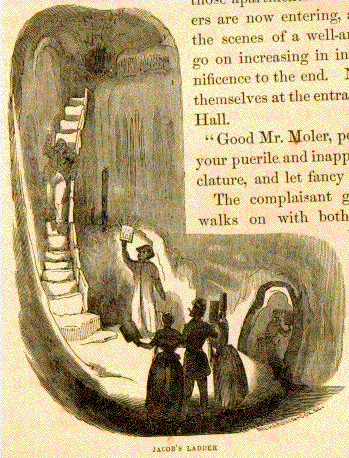 those apartment
ers are now entering, a
the scenes of a well-ar
go on increasing in in
nificence to the end. N
themselves at the entra
Hall.
"Good Mr. Moler, pe
your puerile and inapp
clature, and let fancy
The complaisant g
walks on with both
JACOB'S LADDER